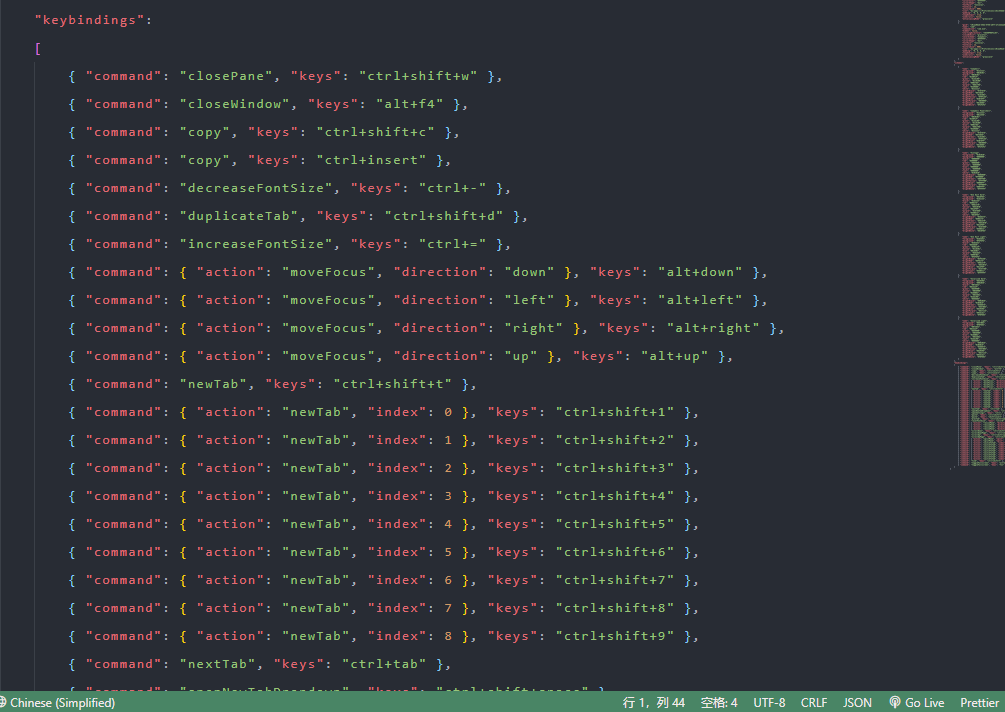 "keybindings":
[
{ "command": "closePane", "keys": "ctrl+shift+w" },
{ "command": "closeWindow", "keys": "alt+f4" },
{ "command": "copy", "keys": "ctrl+shift+c" },
{ "command": "copy", "keys": "ctrl+insert" },
{ "command": "decreaseFontSize", "keys": "ctrl+-" },
{ "command": "duplicateTab", "keys": "ctrl+shift+d" },
{ "command": "increaseFontSize", "keys": "ctrl+=" },
{ "command": { "action": "moveFocus", "direction": "down" }, "keys": "alt+down" },
{ "command": { "action": "moveFocus", "direction": "left" }, "keys": "alt+left" },
{ "command": { "action": "moveFocus", "direction": "right" }, "keys": "alt+right" },
{ "command": { "action": "moveFocus", "direction": "up" }, "keys": "alt+up" },
{ "command": "newTab", "keys": "ctrl+shift+t" },
{ "command": { "action": "newTab", "index": 0 }, "keys": "ctrl+shift+1" },
{ "command": { "action": "newTab", "index": 1 }, "keys": "ctrl+shift+2" },
{ "command": { "action": "newTab", "index": 2 }, "keys": "ctrl+shift+3" },
{ "command": { "action": "newTab", "index": 3 }, "keys": "ctrl+shift+4" },
{ "command": { "action": "newTab", "index": 4 }, "keys": "ctrl+shift+5" },
{ "command": { "action": "newTab", "index": 5 }, "keys": "ctrl+shift+6" },
{ "command": { "action": "newTab", "index": 6 }, "keys": "ctrl+shift+7" },
{ "command": { "action": "newTab", "index": 7 }, "keys": "ctrl+shift+8" },
{ "command": { "action": "newTab", "index": 8 }, "keys": "ctrl+shift+9" },
{ "command": "nextTab", "keys": "ctrl+tab" },
Chinese (Simplified) 行 1，列 44 空格: 4 UTF-8 CRLF JSON Go Live Prettier